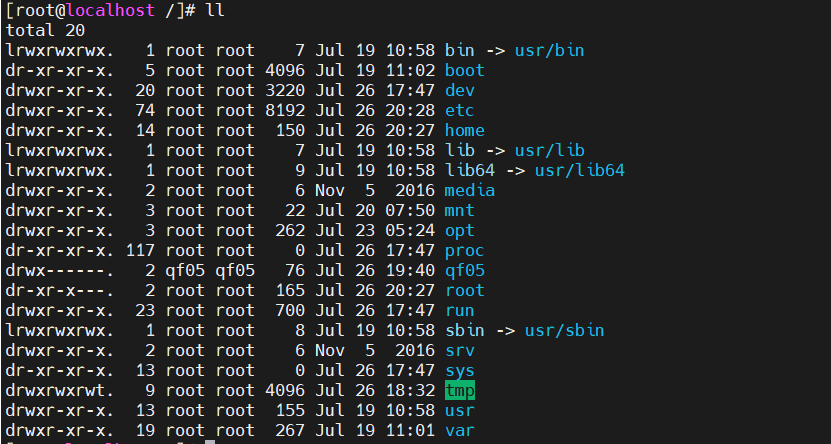 [root@localhost /]# ll
total 20
lrwxrwxrwx.   1 root root    7 Jul 19 10:58 bin -> usr/bin
dr-xr-xr-x.   5 root root 4096 Jul 19 11:02 boot
drwxr-xr-x.  20 root root 3220 Jul 26 17:47 dev
drwxr-xr-x.  74 root root 8192 Jul 26 20:28 etc
drwxr-xr-x.  14 root root  150 Jul 26 20:27 home
lrwxrwxrwx.   1 root root    7 Jul 19 10:58 lib -> usr/lib
lrwxrwxrwx.   1 root root    9 Jul 19 10:58 lib64 -> usr/lib64
drwxr-xr-x.   2 root root    6 Nov  5  2016 media
drwxr-xr-x.   3 root root   22 Jul 20 07:50 mnt
drwxr-xr-x.   3 root root  262 Jul 23 05:24 opt
dr-xr-xr-x. 117 root root    0 Jul 26 17:47 proc
drwx------.   2 qf05 qf05   76 Jul 26 19:40 qf05
dr-xr-x---.   2 root root  165 Jul 26 20:27 root
drwxr-xr-x.  23 root root  700 Jul 26 17:47 run
lrwxrwxrwx.   1 root root    8 Jul 19 10:58 sbin -> usr/sbin
drwxr-xr-x.   2 root root    6 Nov  5  2016 srv
dr-xr-xr-x.  13 root root    0 Jul 26 17:47 sys
drwxrwxrwt.   9 root root 4096 Jul 26 18:32 tmp
drwxr-xr-x.  13 root root  155 Jul 19 10:58 usr
drwxr-xr-x.  19 root root  267 Jul 19 11:01 var